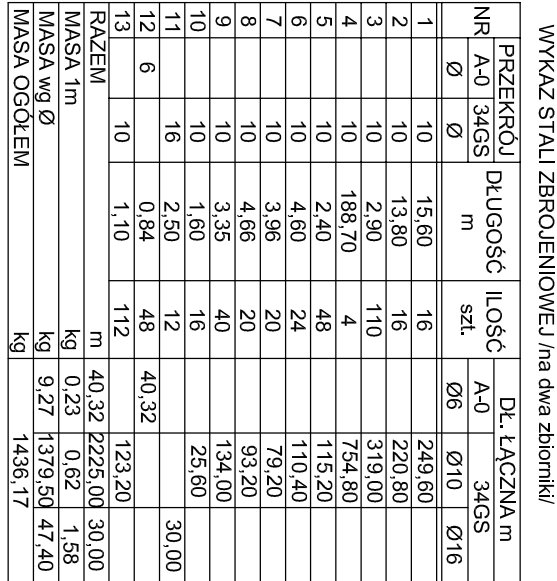 WYKAZ STALI ZBROJENIOWEJ /na dwa zbiorniki/
NR PRZEKRÓJ DŁUGOŚĆ ILOŚĆ DŁ. ŁĄCZNA m
A-0 34GS m szt. A-0 34GS
Ø Ø Ø6 Ø10 Ø16
1 10 15,60 16 249,60
2 10 13,80 16 220,80
3 10 2,90 110 319,00
4 10 188,70 4 754,80
5 10 2,40 48 115,20
6 10 4,60 24 110,40
7 10 3,96 20 79,20
8 10 4,66 20 93,20
9 10 3,35 40 134,00
10 10 1,60 16 25,60
11 16 2,50 12 30,00
12 6 0,84 48 40,32
13 10 1,10 112 123,20
RAZEM m 40,32 2225,00 30,00
MASA 1m kg 0,23 0,62 1,58
MASA wg Ø kg 9,27 1379,50 47,40
MASA OGÓŁEM kg 1436,17